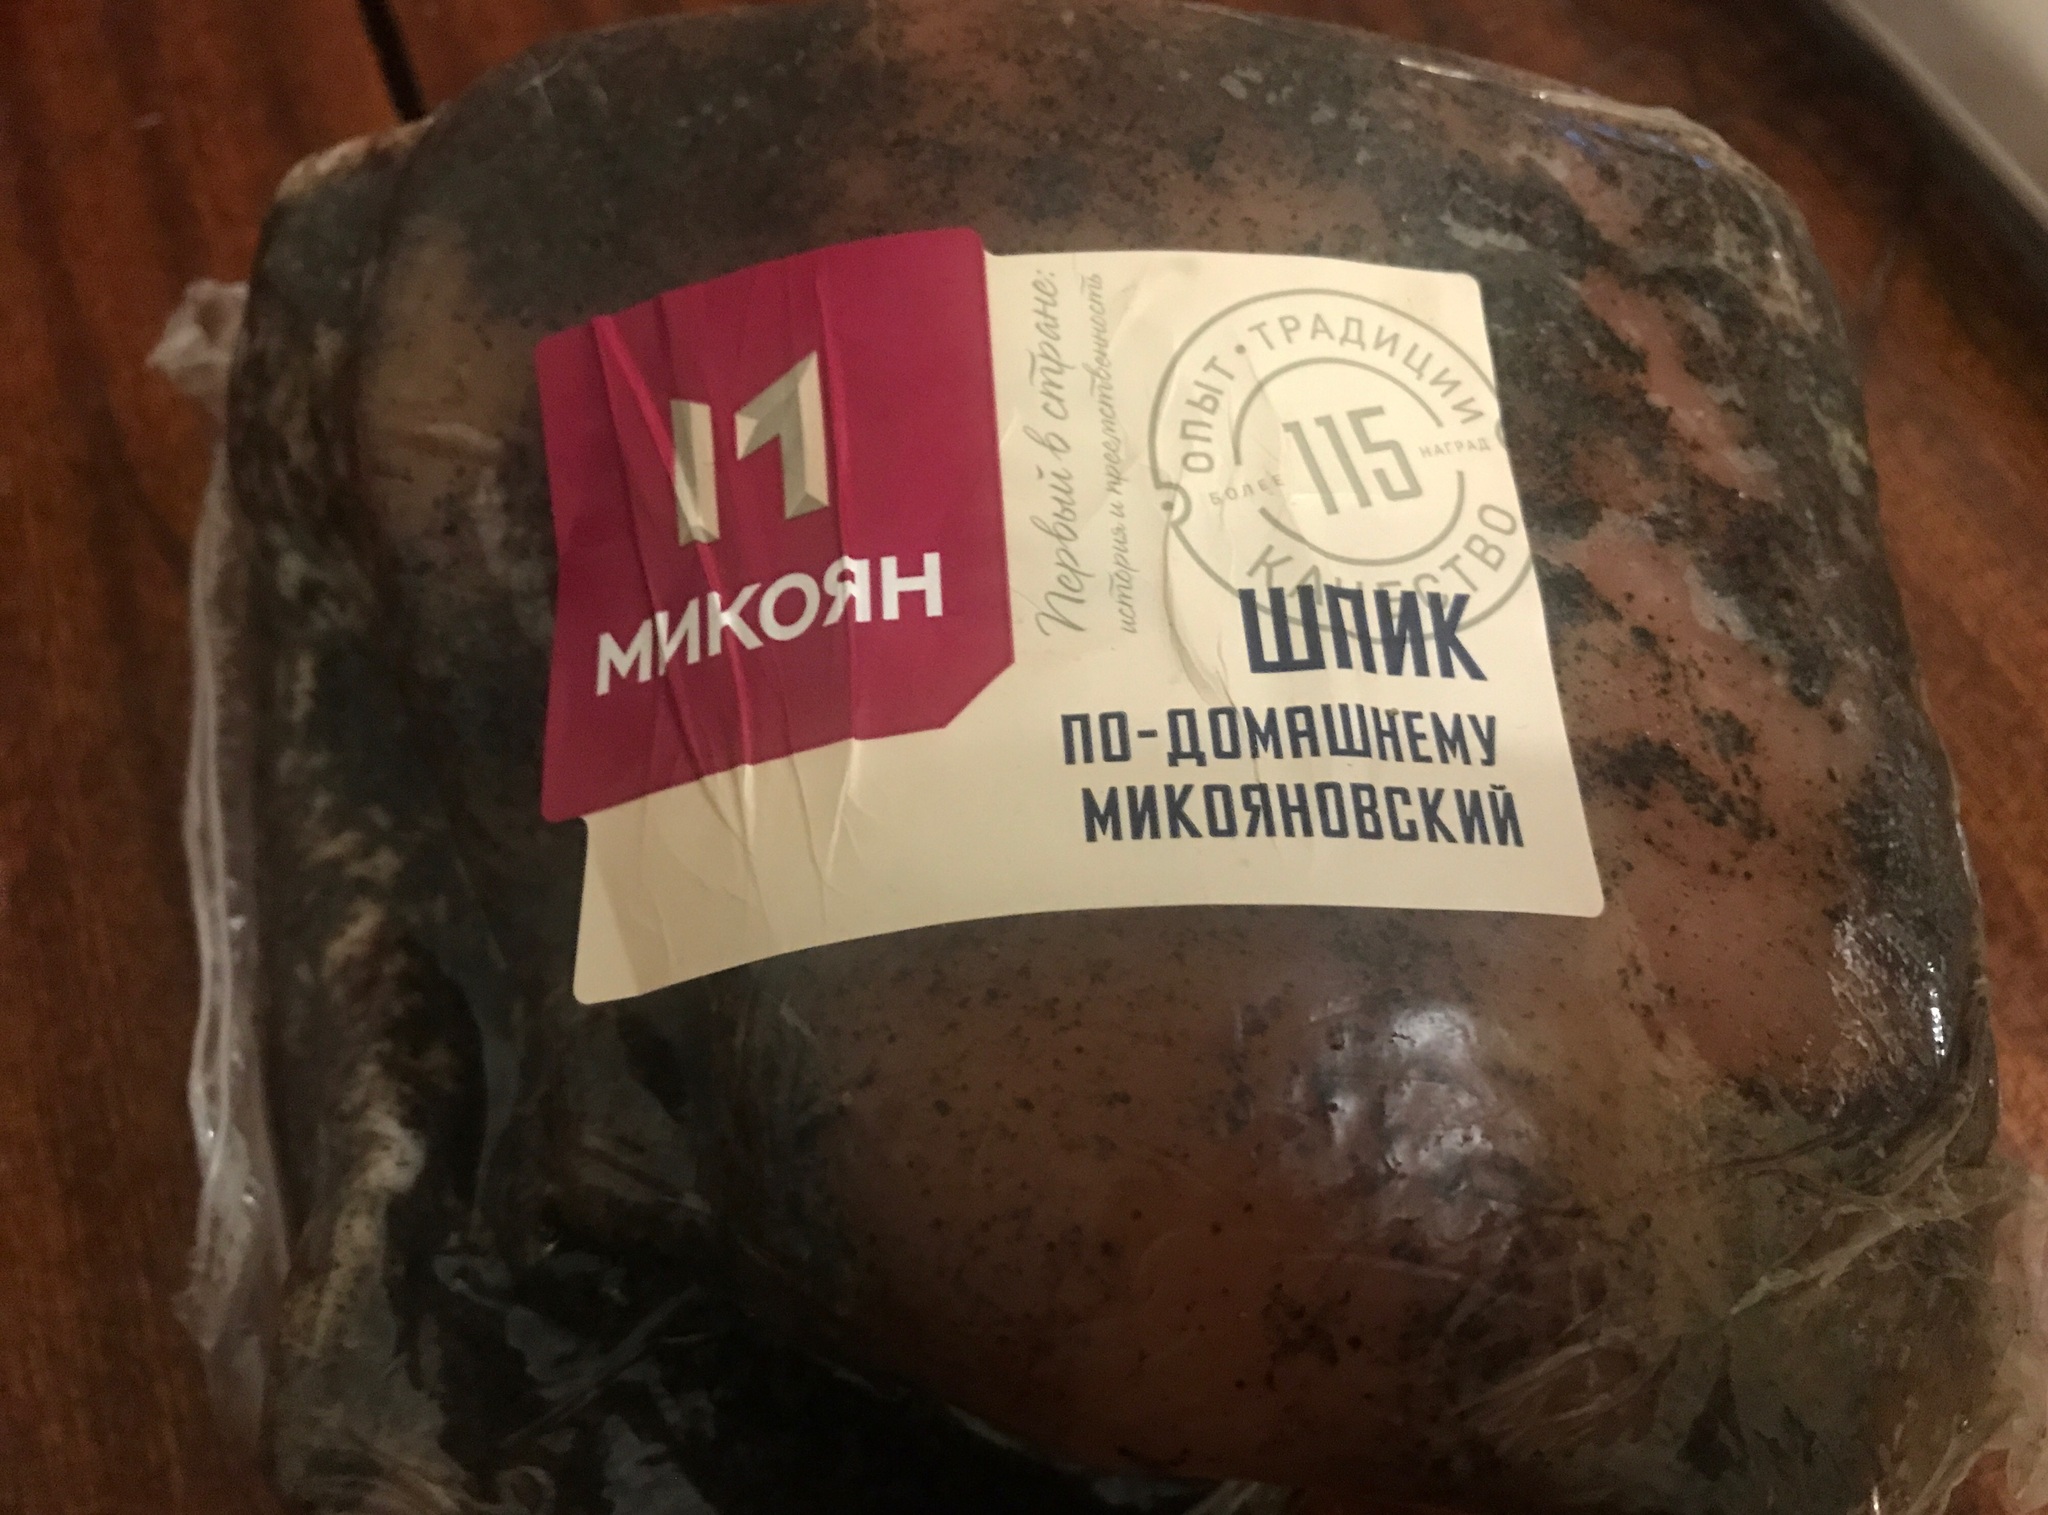 МИКОЯН
Первый в стране:
история и преемственность
ОПЫТ • ТРАДИЦИИ
БОЛЕЕ
115
НАГРАД
КАЧЕСТВО
ШПИК
ПО-ДОМАШНЕМУ
МИКОЯНОВСКИЙ